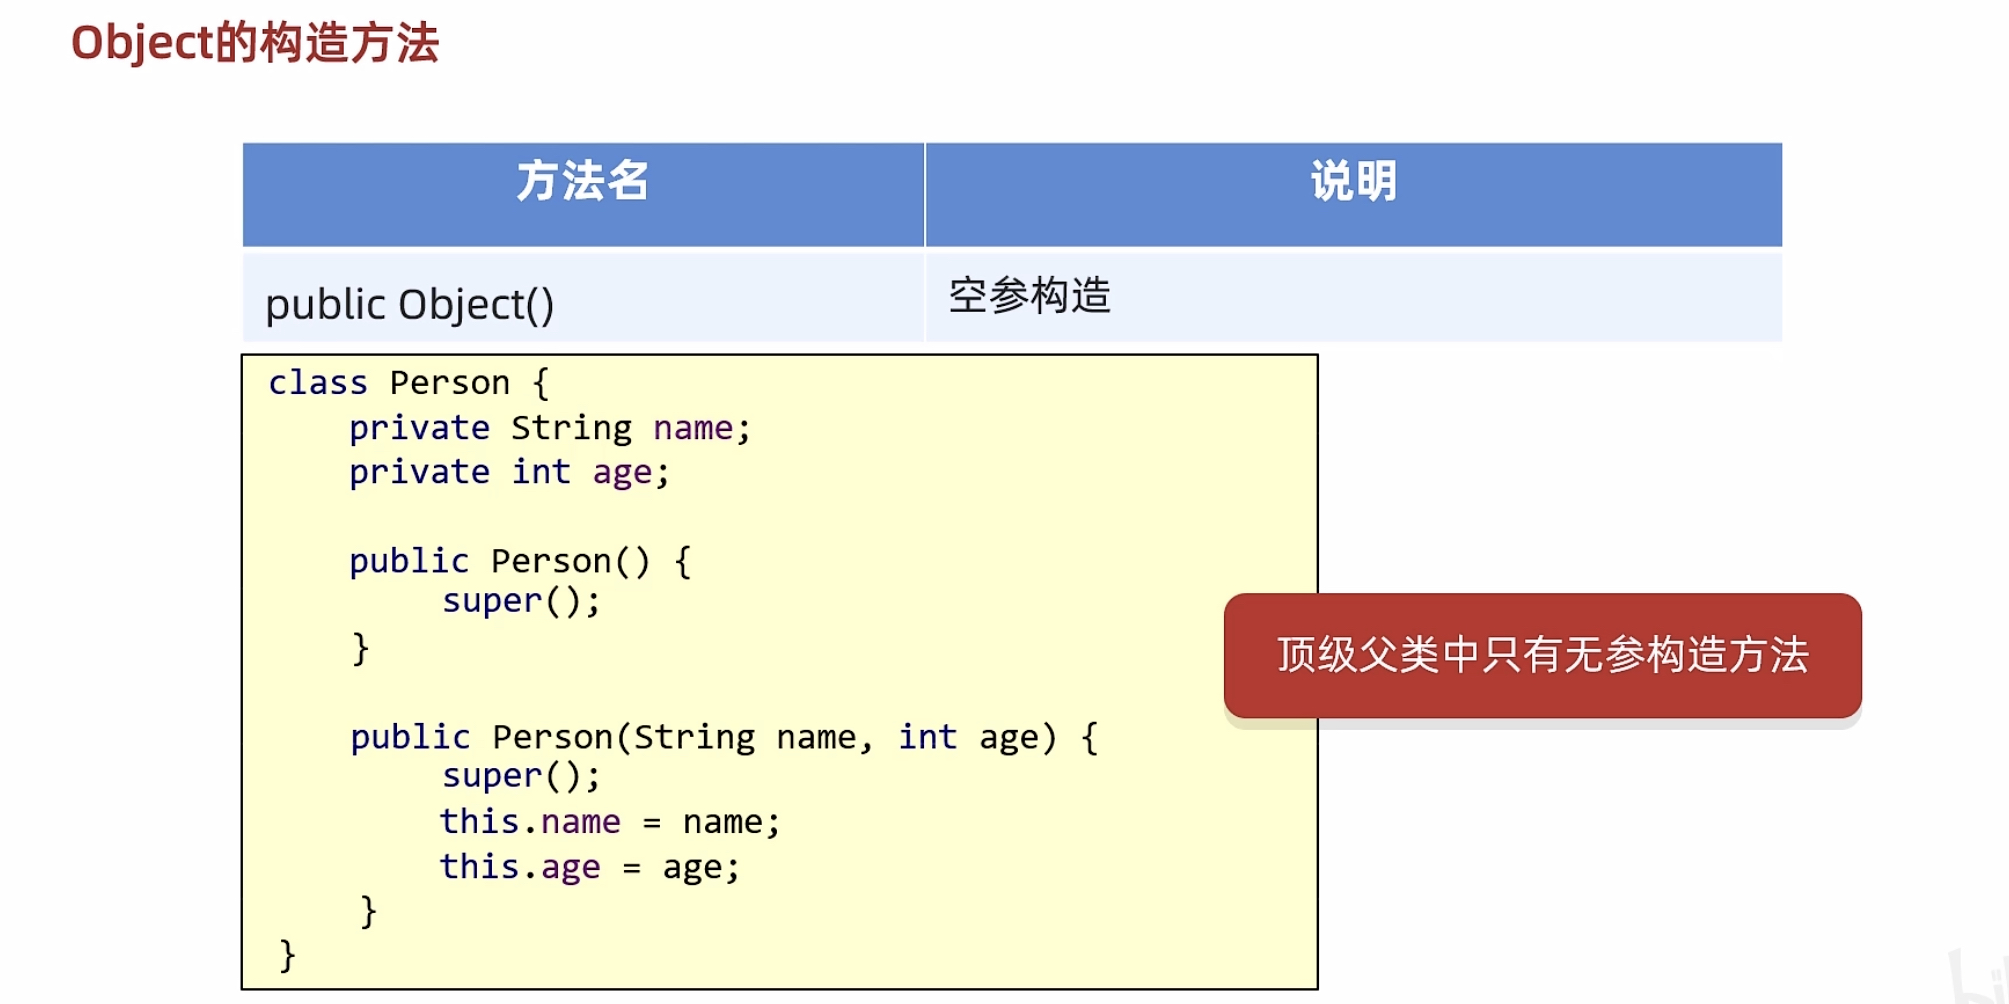 Object的构造方法
方法名 说明
public Object() 空参构造
class Person {
private String name;
private int age;
public Person() {
super();
}
顶级父类中只有无参构造方法
public Person(String name, int age) {
super();
this.name = name;
this.age = age;
}
}